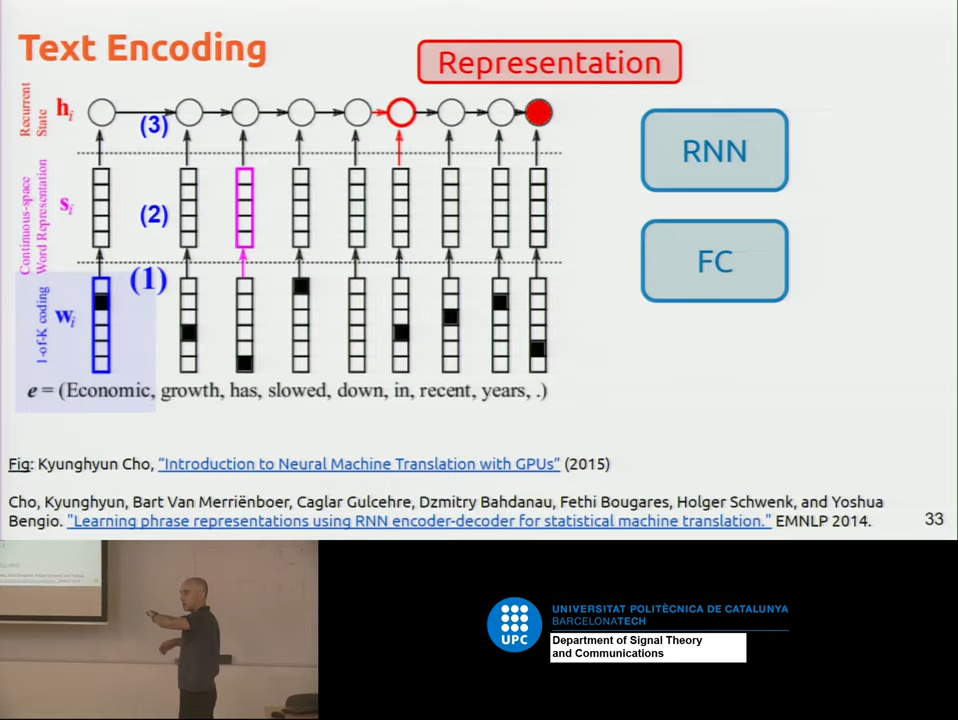 Text Encoding
Representation
Recurrent
State
h_i
(3)
RNN
Continuous-space
Word Representation
s_i
(2)
FC
(1)
1-of-K coding
w_i
e = (Economic, growth, has, slowed, down, in, recent, years, .)
Fig: Kyunghyun Cho, “Introduction to Neural Machine Translation with GPUs” (2015)
Cho, Kyunghyun, Bart Van Merriënboer, Caglar Gulcehre, Dzmitry Bahdanau, Fethi Bougares, Holger Schwenk, and Yoshua
Bengio. "Learning phrase representations using RNN encoder-decoder for statistical machine translation." EMNLP 2014.
33
UPC
UNIVERSITAT POLITÈCNICA DE CATALUNYA
BARCELONATECH
Department of Signal Theory
and Communications